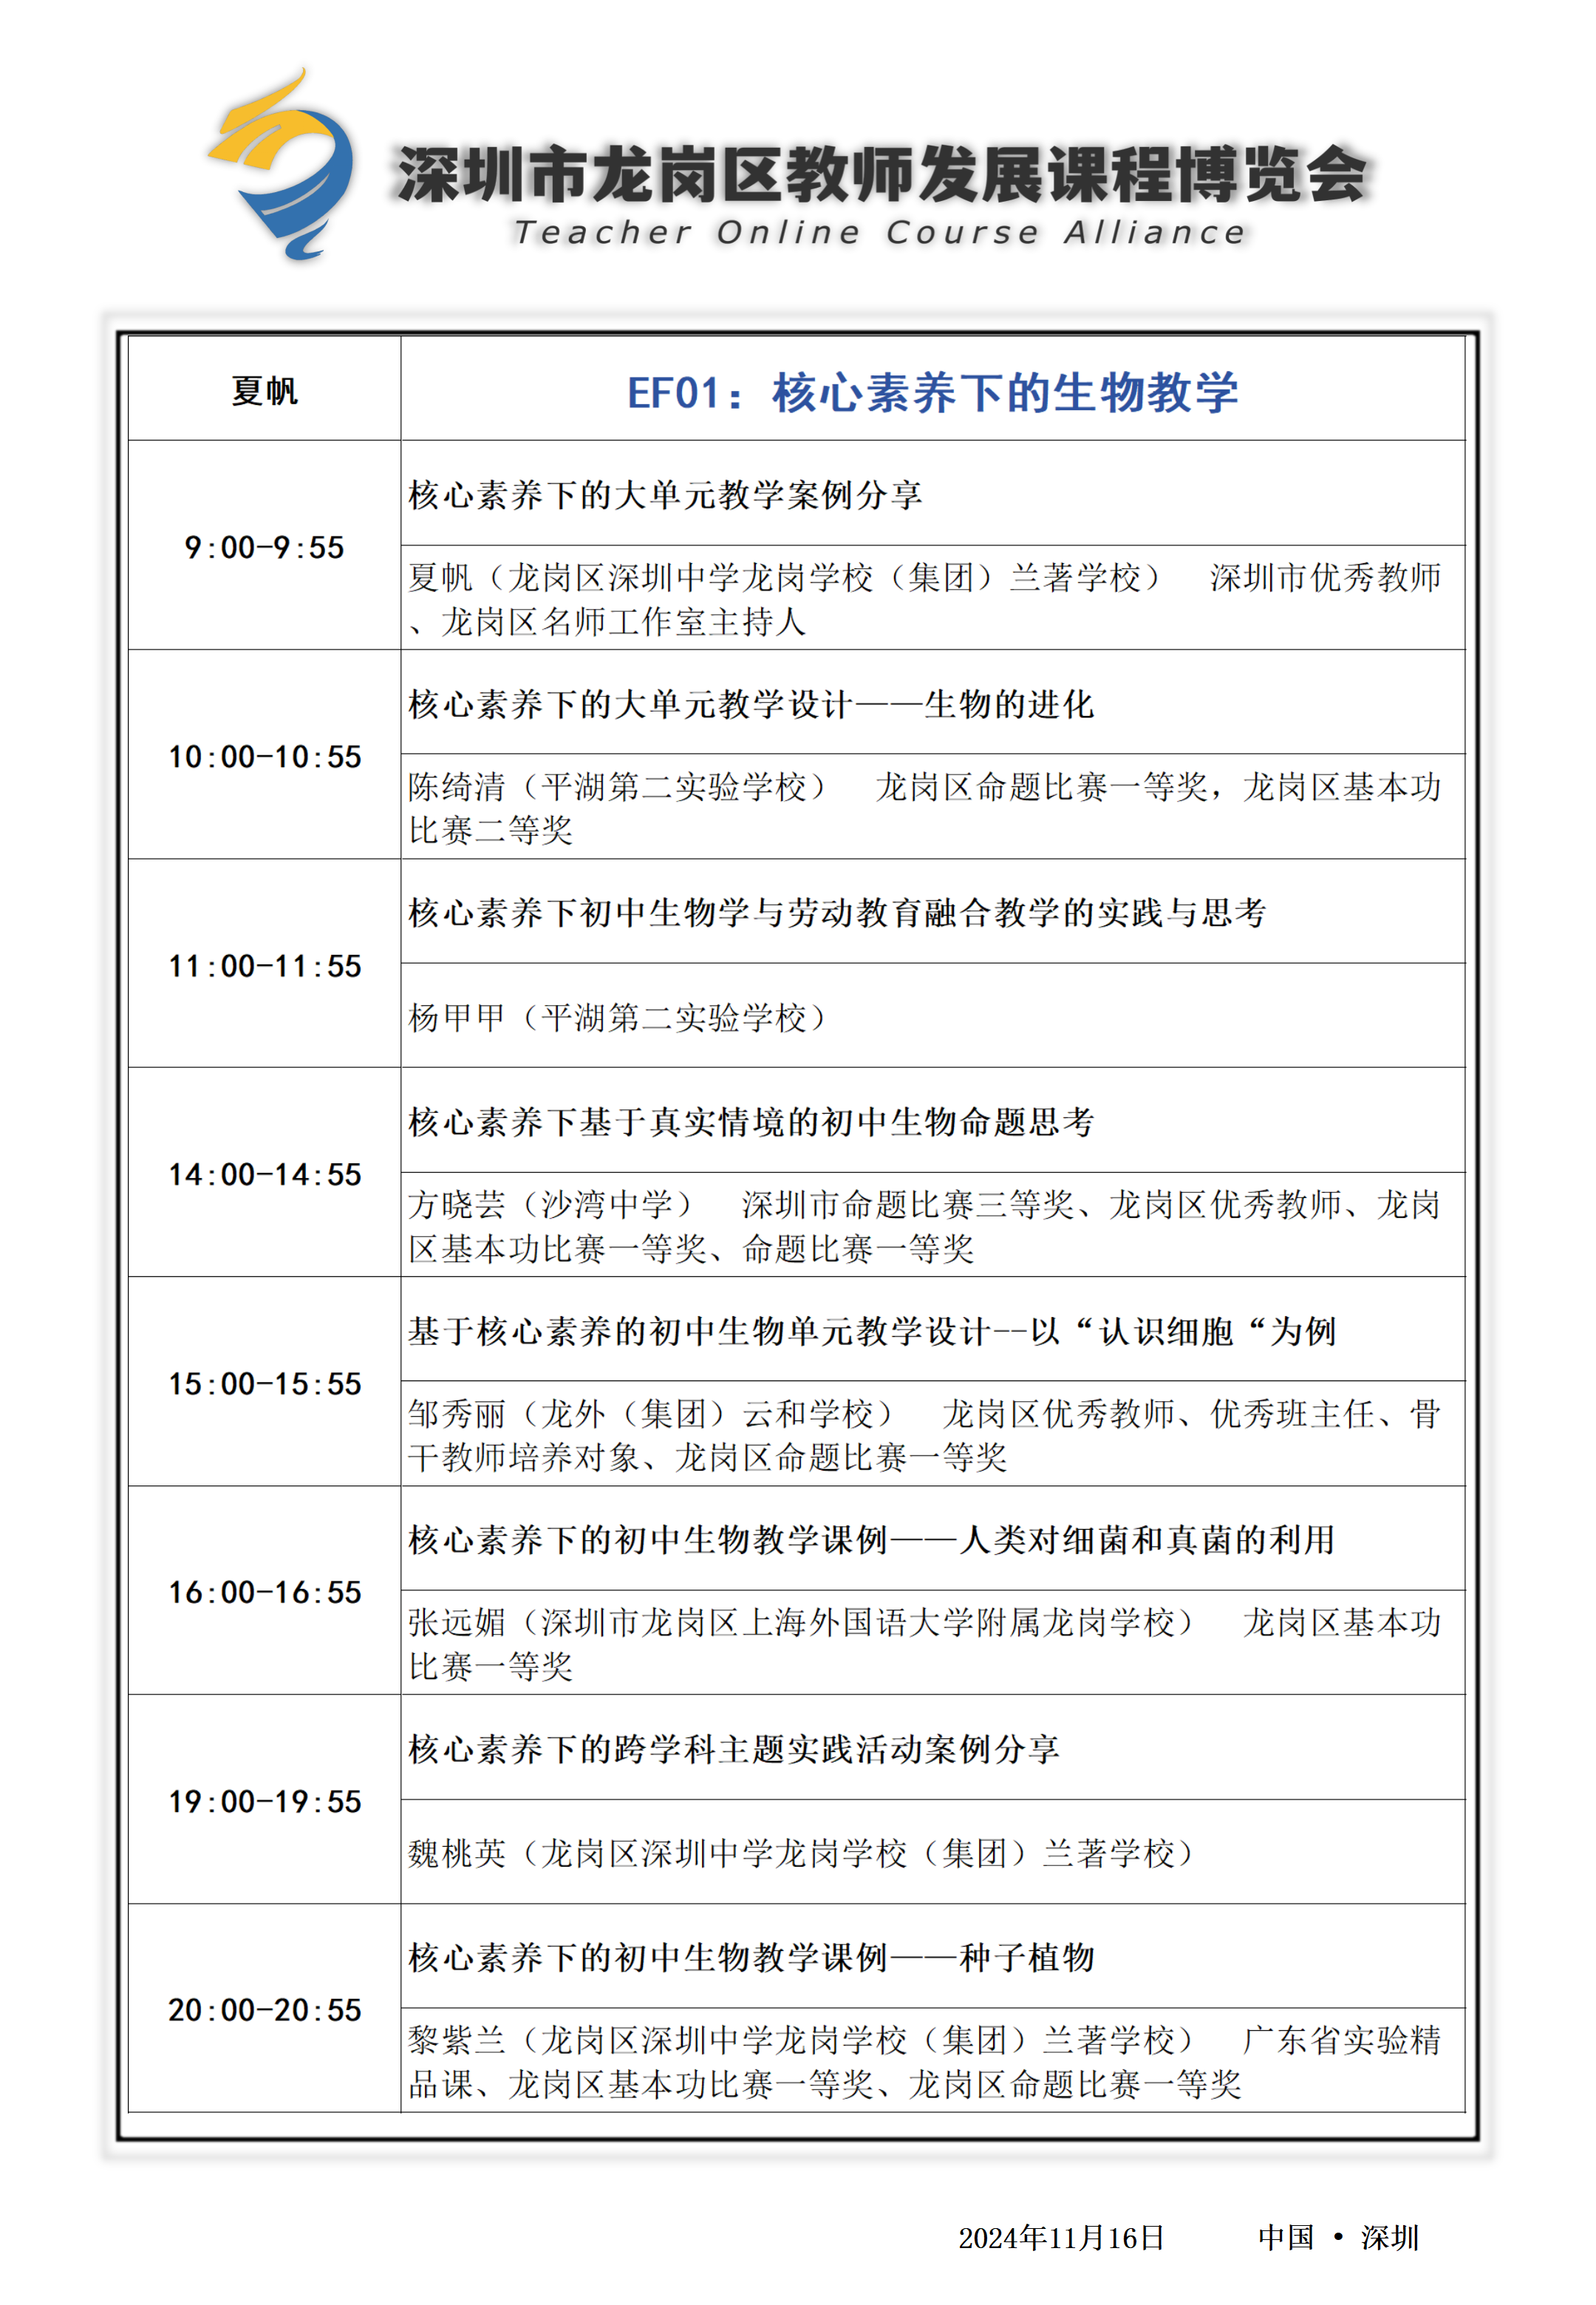 深圳市龙岗区教师发展课程博览会
Teacher Online Course Alliance
夏帆
EF01：核心素养下的生物教学
9:00-9:55
核心素养下的大单元教学案例分享
夏帆（龙岗区深圳中学龙岗学校（集团）兰著学校）　深圳市优秀教师
、龙岗区名师工作室主持人
10:00-10:55
核心素养下的大单元教学设计——生物的进化
陈绮清（平湖第二实验学校）　龙岗区命题比赛一等奖，龙岗区基本功
比赛二等奖
11:00-11:55
核心素养下初中生物学与劳动教育融合教学的实践与思考
杨甲甲（平湖第二实验学校）
14:00-14:55
核心素养下基于真实情境的初中生物命题思考
方晓芸（沙湾中学）　深圳市命题比赛三等奖、龙岗区优秀教师、龙岗
区基本功比赛一等奖、命题比赛一等奖
15:00-15:55
基于核心素养的初中生物单元教学设计--以“认识细胞“为例
邹秀丽（龙外（集团）云和学校）　龙岗区优秀教师、优秀班主任、骨
干教师培养对象、龙岗区命题比赛一等奖
16:00-16:55
核心素养下的初中生物教学课例——人类对细菌和真菌的利用
张远媚（深圳市龙岗区上海外国语大学附属龙岗学校）　龙岗区基本功
比赛一等奖
19:00-19:55
核心素养下的跨学科主题实践活动案例分享
魏桃英（龙岗区深圳中学龙岗学校（集团）兰著学校）
20:00-20:55
核心素养下的初中生物教学课例——种子植物
黎紫兰（龙岗区深圳中学龙岗学校（集团）兰著学校）　广东省实验精
品课、龙岗区基本功比赛一等奖、龙岗区命题比赛一等奖
2024年11月16日　　中国 • 深圳